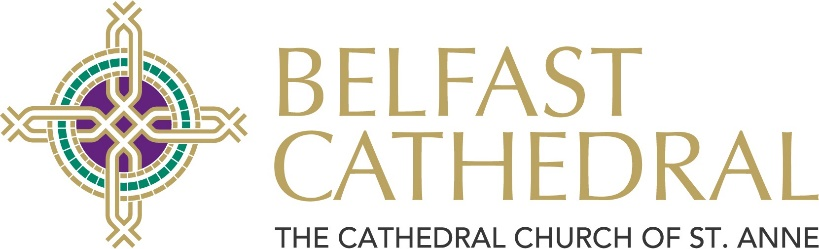 BELFAST
CATHEDRAL
THE CATHEDRAL CHURCH OF ST. ANNE